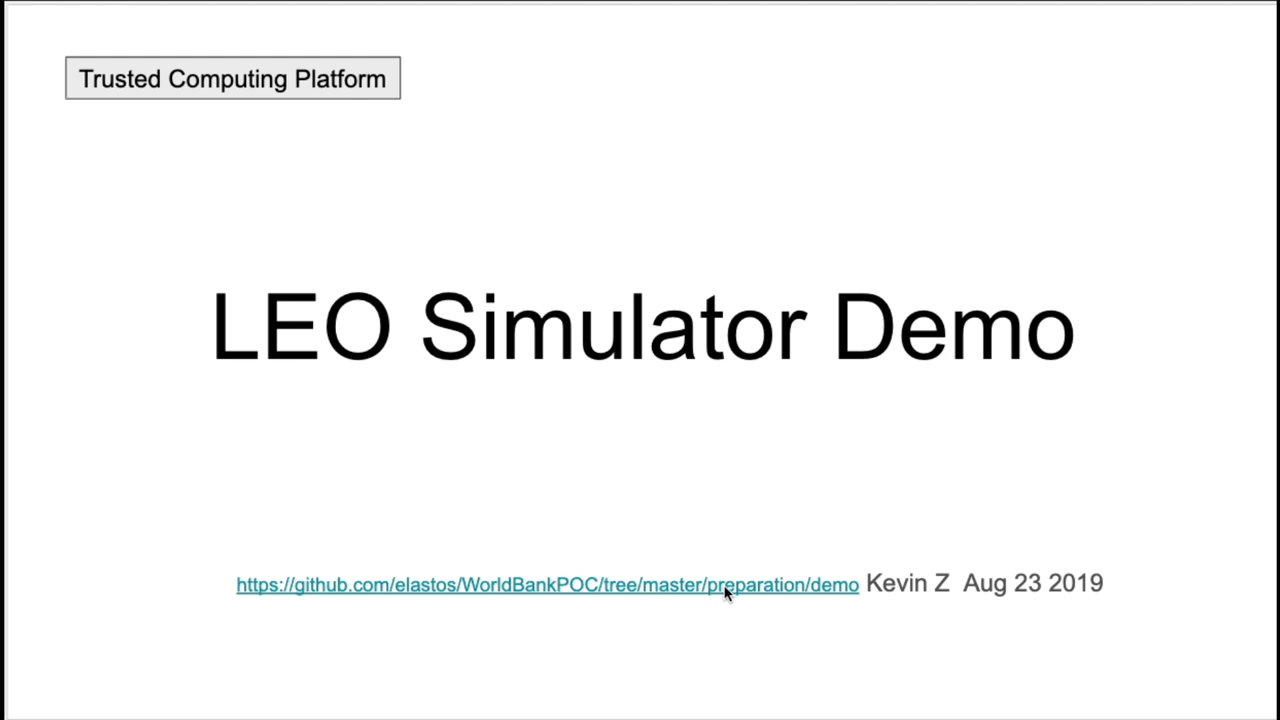 Trusted Computing Platform
LEO Simulator Demo
https://github.com/elastos/WorldBankPOC/tree/master/preparation/demo Kevin Z  Aug 23 2019